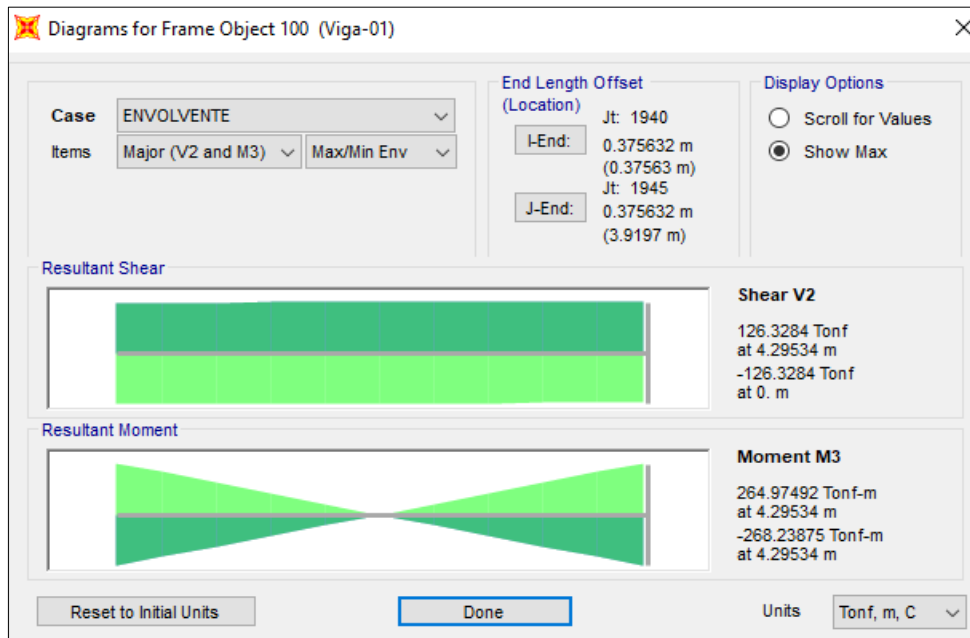 Diagrams for Frame Object 100 (Viga-01)
Case ENVOLVENTE
Items Major (V2 and M3) Max/Min Env
End Length Offset
(Location)
Jt: 1940
I-End: 0.375632 m
(0.37563 m)
Jt: 1945
J-End: 0.375632 m
(3.9197 m)
Display Options
Scroll for Values
Show Max
Resultant Shear
Shear V2
126.3284 Tonf
at 4.29534 m
-126.3284 Tonf
at 0. m
Resultant Moment
Moment M3
264.97492 Tonf-m
at 4.29534 m
-268.23875 Tonf-m
at 4.29534 m
Reset to Initial Units Done Units Tonf, m, C